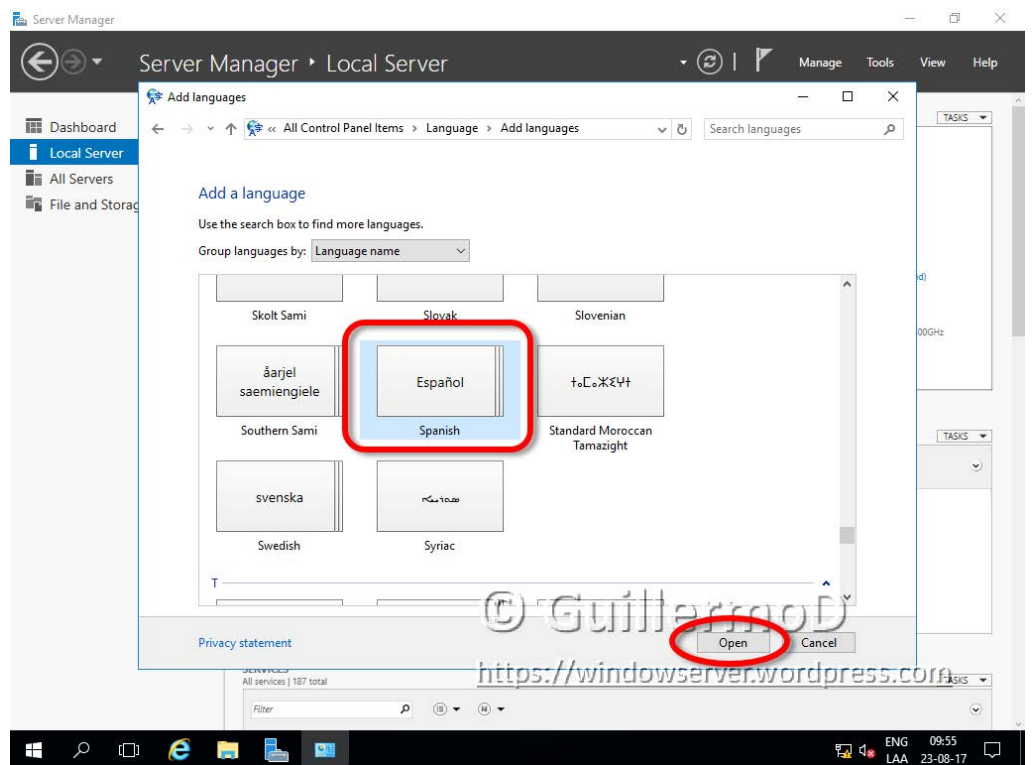 Server Manager
Server Manager ‣ Local Server
Manage Tools View Help
Add languages
« All Control Panel Items > Language > Add languages
Search languages
TASKS
Dashboard
Local Server
All Servers
File and Storag
Add a language
Use the search box to find more languages.
Group languages by: Language name
Skolt Sami Slovak Slovenian
åarjel
saemiengiele
Español
ⵜⴰⵎⴰⵣⵉⵖⵜ
Southern Sami Spanish Standard Moroccan
Tamazight
svenska
Swedish Syriac
T
ed)
00GHz
TASKS
© GuillermoD
Privacy statement
Open Cancel
https://windowserver.wordpress.com
SERVICES
All services | 187 total
TASKS
Filter
ENG 09:55
LAA 23-08-17